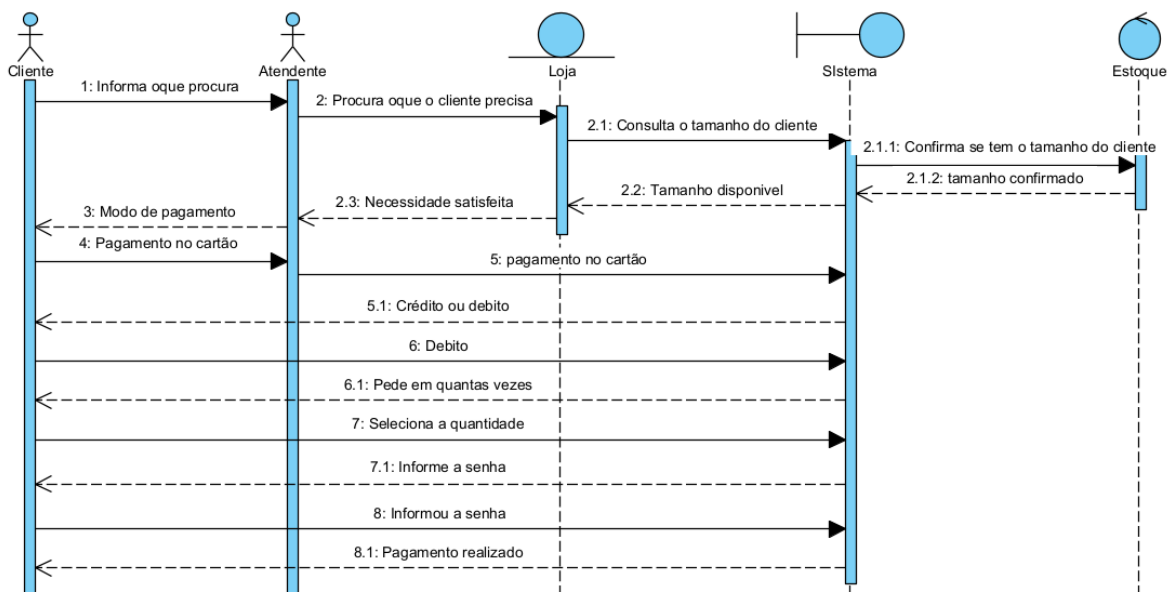 Cliente
Atendente
Loja
SIstema
Estoque
1: Informa oque procura
2: Procura oque o cliente precisa
2.1: Consulta o tamanho do cliente
2.1.1: Confirma se tem o tamanho do cliente
2.1.2: tamanho confirmado
2.2: Tamanho disponivel
2.3: Necessidade satisfeita
3: Modo de pagamento
4: Pagamento no cartão
5: pagamento no cartão
5.1: Crédito ou debito
6: Debito
6.1: Pede em quantas vezes
7: Seleciona a quantidade
7.1: Informe a senha
8: Informou a senha
8.1: Pagamento realizado